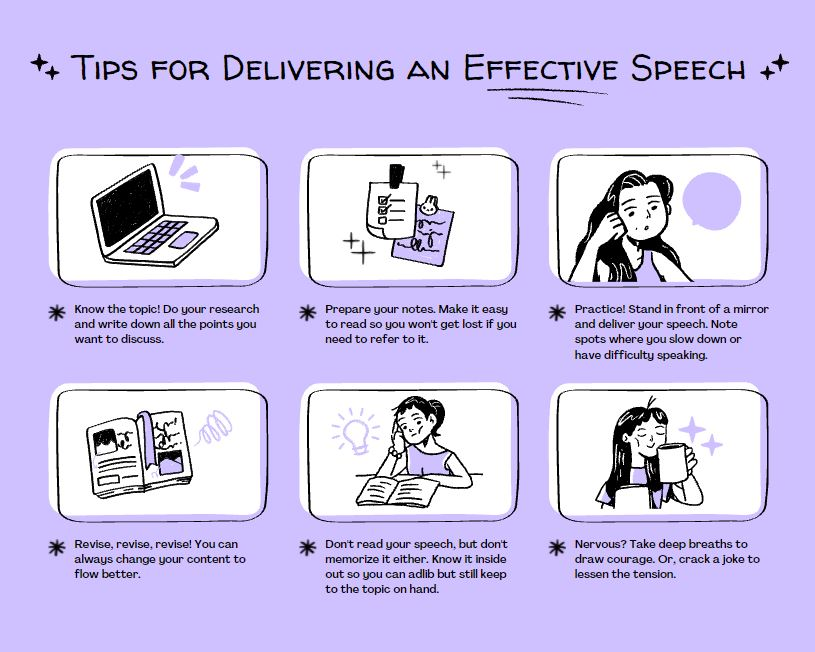 Tips for Delivering an Effective Speech
Know the topic! Do your research
and write down all the points you
want to discuss.
Prepare your notes. Make it easy
to read so you won't get lost if you
need to refer to it.
Practice! Stand in front of a mirror
and deliver your speech. Note
spots where you slow down or
have difficulty speaking.
Revise, revise, revise! You can
always change your content to
flow better.
Don't read your speech, but don't
memorize it either. Know it inside
out so you can adlib but still keep
to the topic on hand.
Nervous? Take deep breaths to
draw courage. Or, crack a joke to
lessen the tension.